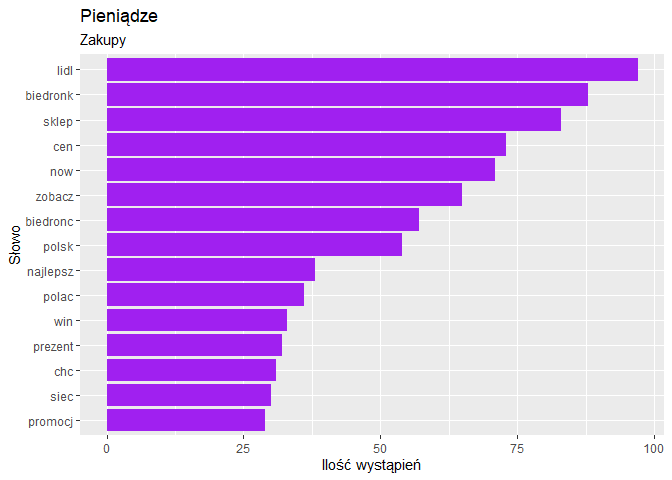 Pieniądze
Zakupy
lidl
biedronk
sklep
cen
now
zobacz
biedronc
polsk
najlepsz
polac
win
prezent
chc
siec
promocj
Słowo
0 25 50 75 100
Ilość wystąpień